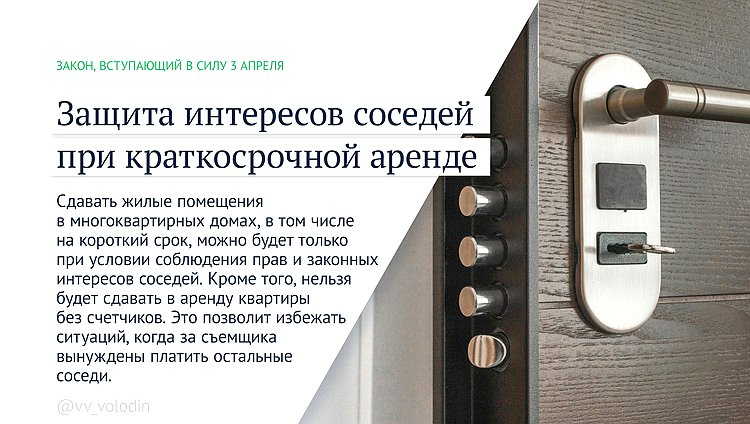 ЗАКОН, ВСТУПАЮЩИЙ В СИЛУ 3 АПРЕЛЯ
Защита интересов соседей
при краткосрочной аренде
Сдавать жилые помещения
в многоквартирных домах, в том числе
на короткий срок, можно будет только
при условии соблюдения прав и законных
интересов соседей. Кроме того, нельзя
будет сдавать в аренду квартиры
без счетчиков. Это позволит избежать
ситуаций, когда за съемщика
вынуждены платить остальные
соседи.
@vv_volodin